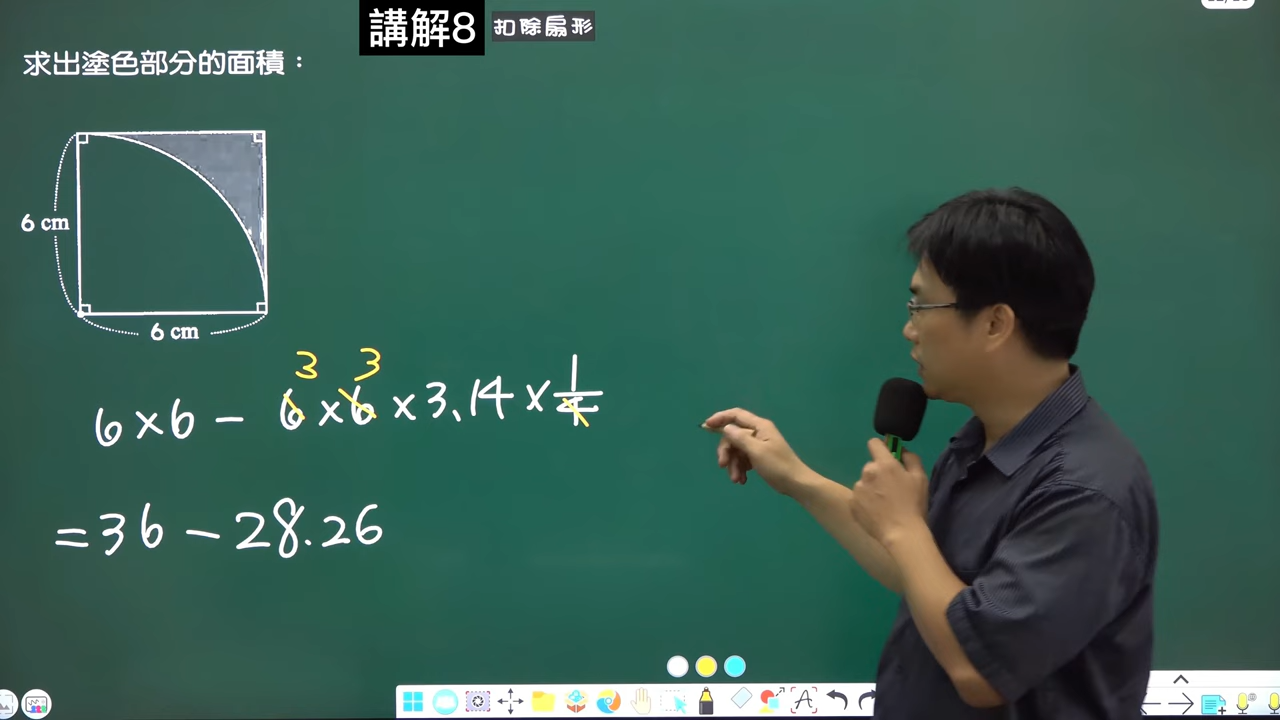 講解8 扣除扇形
求出塗色部分的面積：
6 cm
6 cm
3 3
6×6－6×6×3.14×1/4
=36－28.26